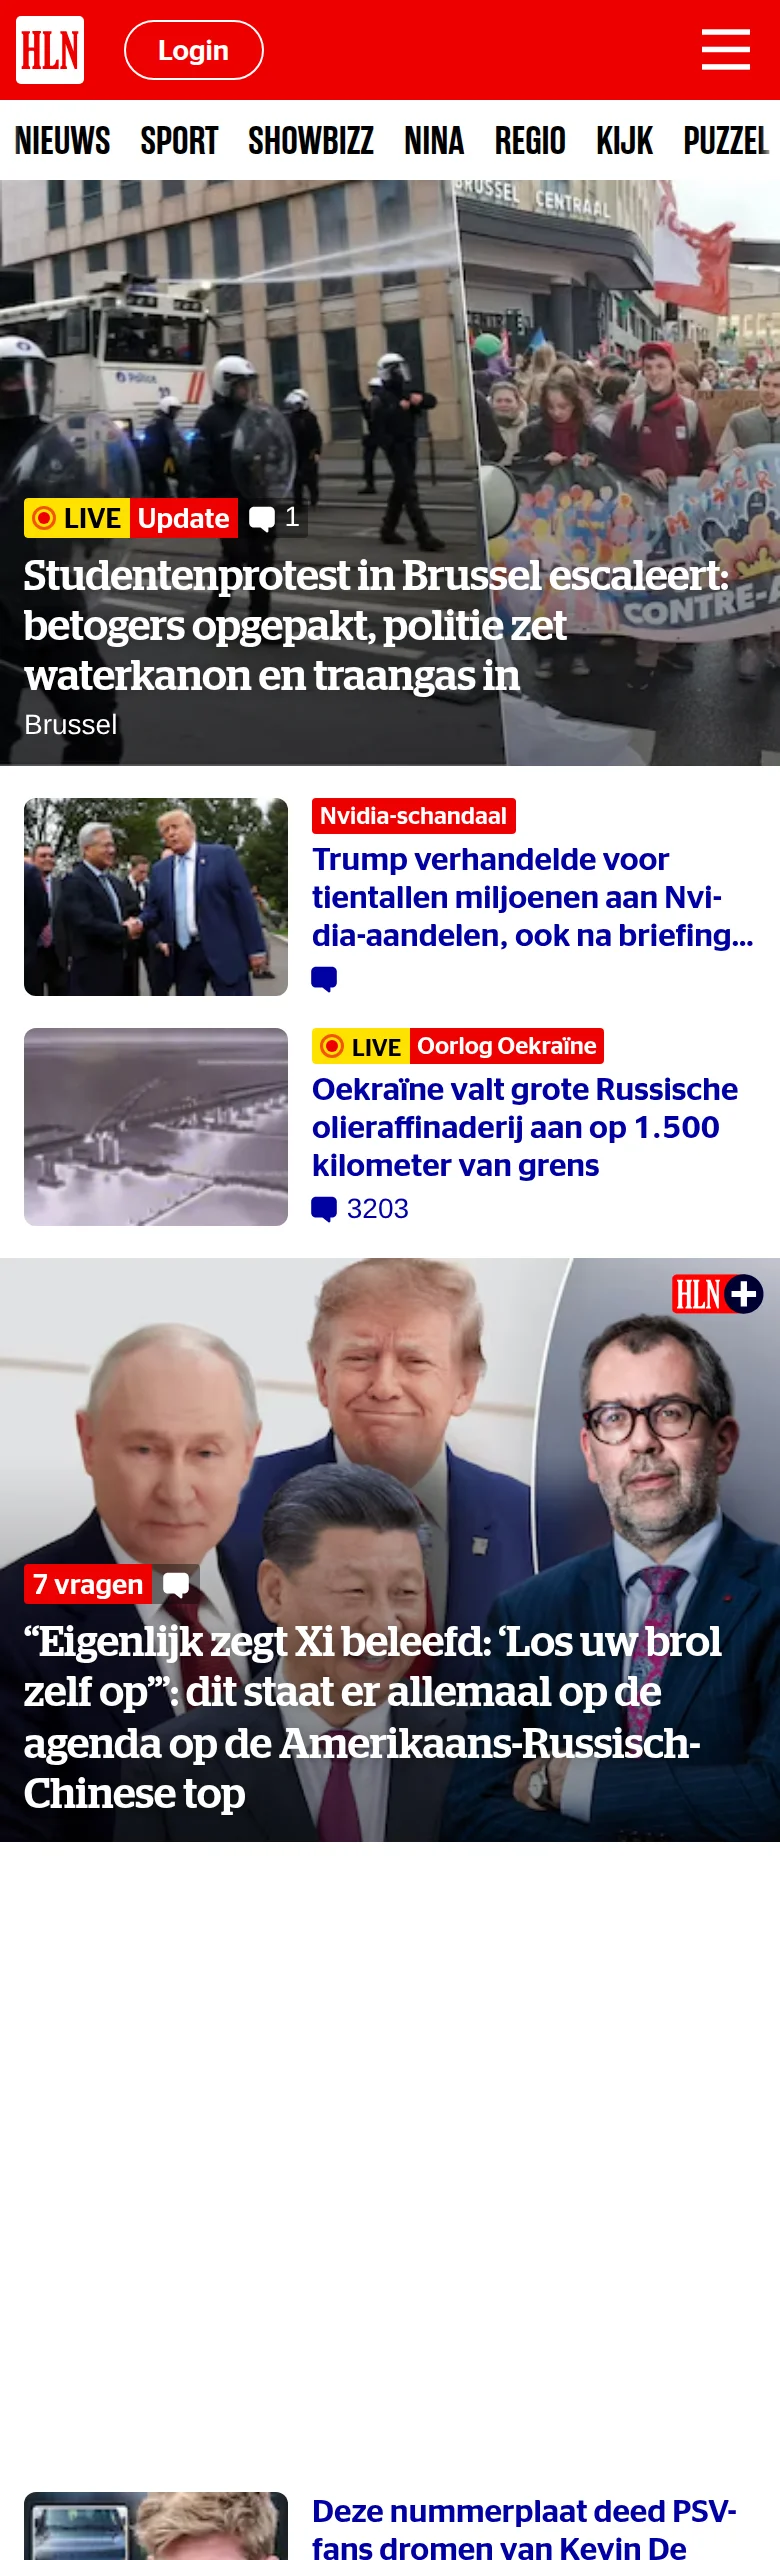 HLN
Login
NIEUWS SPORT SHOWBIZZ NINA REGIO KIJK PUZZEL
BRUSSEL CENTRAAL
Police
CONTRE-A
LIVE Update 1
Studentenprotest in Brussel escaleert:
betogers opgepakt, politie zet
waterkanon en traangas in
Brussel
Nvidia-schandaal
Trump verhandelde voor
tientallen miljoenen aan Nvi-
dia-aandelen, ook na briefing...
LIVE Oorlog Oekraïne
Oekraïne valt grote Russische
olieraffinaderij aan op 1.500
kilometer van grens
3203
HLN+
7 vragen
“Eigenlijk zegt Xi beleefd: ‘Los uw brol
zelf op’”: dit staat er allemaal op de
agenda op de Amerikaans-Russisch-
Chinese top
Deze nummerplaat deed PSV-
fans dromen van Kevin De